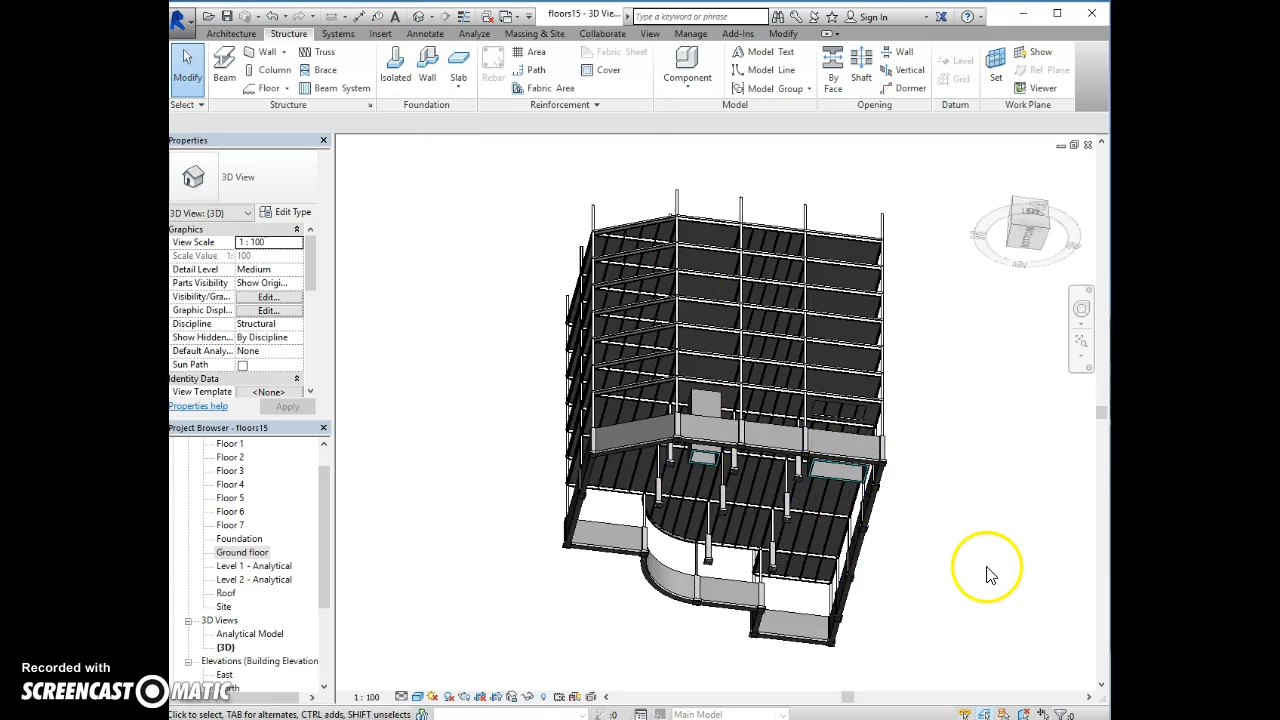 floors15 - 3D Vie...
Type a keyword or phrase
Sign In
Architecture Structure Systems Insert Annotate Analyze Massing & Site Collaborate View Manage Add-Ins Modify
Wall Truss Area Fabric Sheet Model Text Wall Level Show
Column Brace Path Cover Model Line Vertical Grid Ref Plane
Modify Beam Isolated Wall Slab Rebar Component By Face Shaft Set
Floor Beam System Fabric Area Model Group Dormer Viewer
Select Structure Foundation Reinforcement Model Opening Datum Work Plane
Properties
3D View
3D View: {3D} Edit Type
Graphics
View Scale 1 : 100
Scale Value 1: 100
Detail Level Medium
Parts Visibility Show Origi...
Visibility/Gra... Edit...
Graphic Displ... Edit...
Discipline Structural
Show Hidden... By Discipline
Default Analy... None
Sun Path
Identity Data
View Template <None>
Properties help Apply
Project Browser - floors15
Floor 1
Floor 2
Floor 3
Floor 4
Floor 5
Floor 6
Floor 7
Foundation
Ground floor
Level 1 - Analytical
Level 2 - Analytical
Roof
Site
3D Views
Analytical Model
{3D}
Elevations (Building Elevation
East
LEFT
BOTTOM
1 : 100
Click to select, TAB for alternates, CTRL adds, SHIFT unselects
:0
Main Model
:0
Recorded with
SCREENCAST MATIC